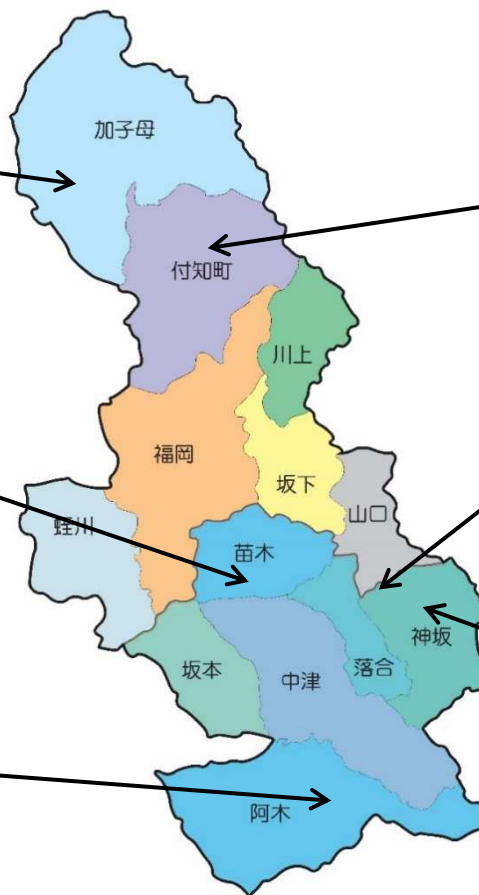 加子母
付知町
川上
福岡
坂下
山口
蛭川
苗木
神坂
落合
坂本
中津
阿木